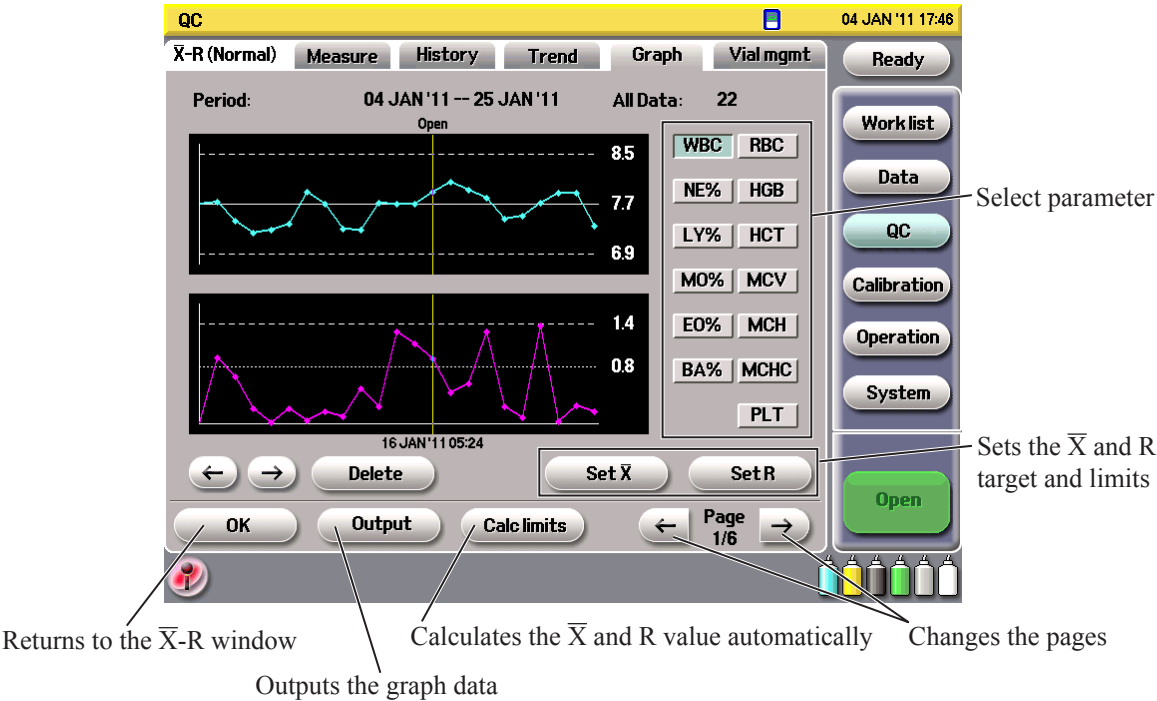 QC
04 JAN '11 17:46
X̅-R (Normal) Measure History Trend Graph Vial mgmt
Ready
Period: 04 JAN '11 -- 25 JAN '11 All Data: 22
Open
8.5
7.7
6.9
1.4
0.8
16 JAN '11 05:24
WBC RBC
NE% HGB
LY% HCT
MO% MCV
EO% MCH
BA% MCHC
PLT
Work list
Data
QC
Calibration
Operation
System
Open
← → Delete Set X̅ Set R
OK Output Calc limits ← Page → 
1/6
Select parameter
Sets the X̅ and R
target and limits
Returns to the X̅-R window
Calculates the X̅ and R value automatically
Changes the pages
Outputs the graph data